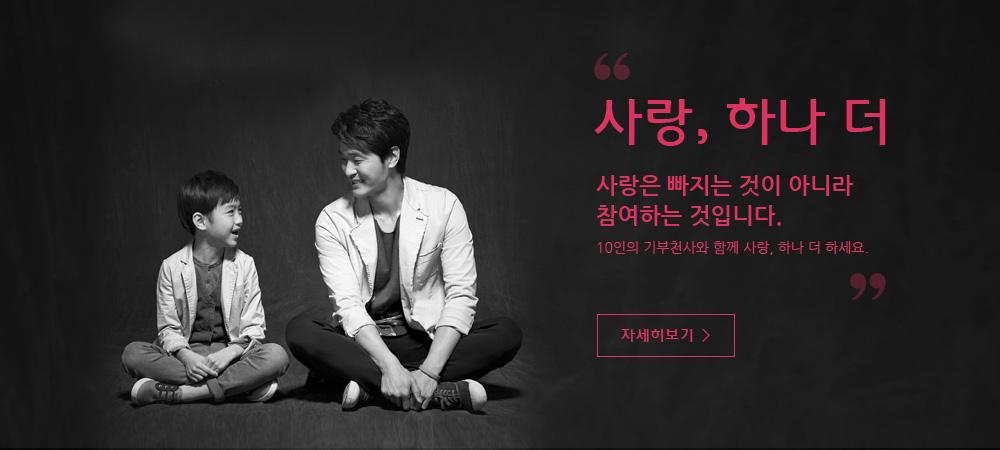 “
사랑, 하나 더
사랑은 빠지는 것이 아니라
참여하는 것입니다.
10인의 기부천사와 함께 사랑, 하나 더 하세요.
”
자세히보기 >